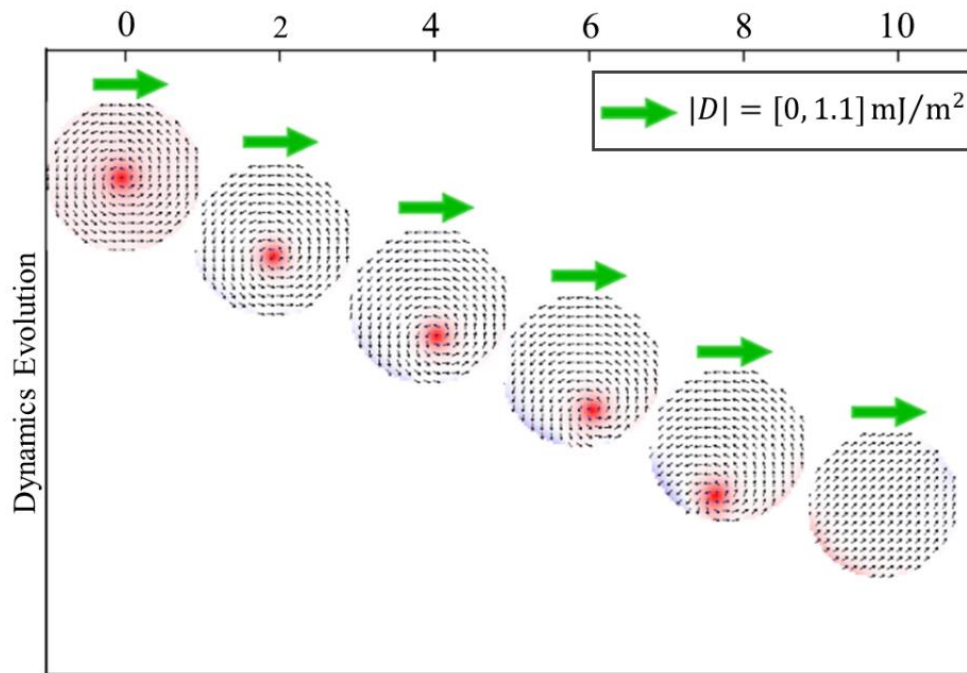 0 2 4 6 8 10
|D| = [0, 1.1] mJ/m²
Dynamics Evolution